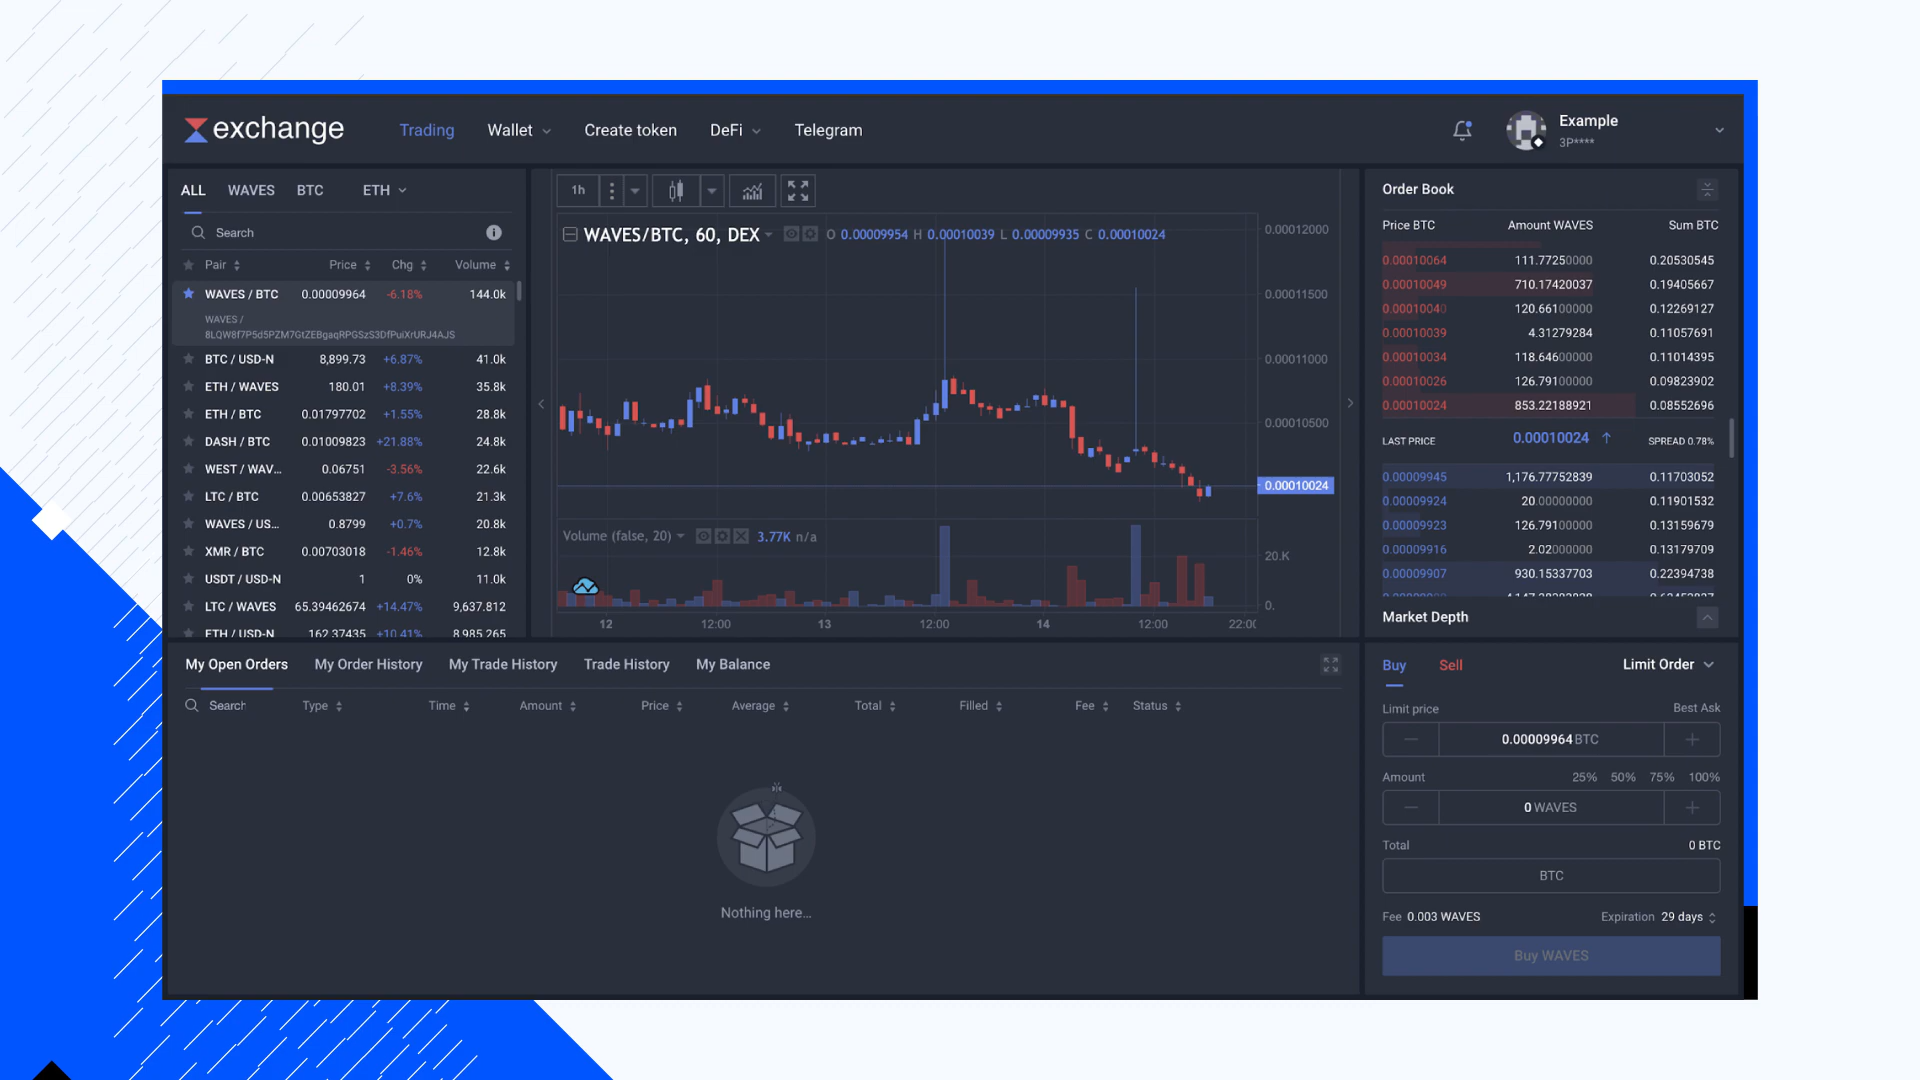 exchange
Trading Wallet Create token DeFi Telegram
Example
3P****
ALL WAVES BTC ETH
Search
Pair Price Chg Volume
WAVES / BTC 0.00009964 -6.18% 144.0k
WAVES /
8LQW8f7P5d5PZM7GtZEBgaqRPGSzS3DfPuiXrURJ4AJS
BTC / USD-N 8,899.73 +6.87% 41.0k
ETH / WAVES 180.01 +8.39% 35.8k
ETH / BTC 0.01797702 +1.55% 28.8k
DASH / BTC 0.01009823 +21.88% 24.8k
WEST / WAV... 0.06751 -3.56% 22.6k
LTC / BTC 0.00653827 +7.6% 21.3k
WAVES / US... 0.8799 +0.7% 20.8k
XMR / BTC 0.00703018 -1.46% 12.8k
USDT / USD-N 1 0% 11.0k
LTC / WAVES 65.39462674 +14.47% 9,637.812
ETH / USD-N 162.37435 +10.41% 8,985.265
1h
WAVES/BTC, 60, DEX O 0.00009954 H 0.00010039 L 0.00009935 C 0.00010024
0.00012000
0.00011500
0.00011000
0.00010500
0.00010024
Volume (false, 20) 3.77K n/a
20.K
0.
12 12:00 13 12:00 14 12:00 22:00
Order Book
Price BTC Amount WAVES Sum BTC
0.00010064 111.77250000 0.20530545
0.00010049 710.17420037 0.19405667
0.00010040 120.66100000 0.12269127
0.00010039 4.31279284 0.11057691
0.00010034 118.64600000 0.11014395
0.00010026 126.79100000 0.09823902
0.00010024 853.22188921 0.08552696
LAST PRICE 0.00010024 SPREAD 0.78%
0.00009945 1,176.77752839 0.11703052
0.00009924 20.00000000 0.11901532
0.00009923 126.79100000 0.13159679
0.00009916 2.02000000 0.13179709
0.00009907 930.15337703 0.22394738
Market Depth
My Open Orders My Order History My Trade History Trade History My Balance
Search Type Time Amount Price Average Total Filled Fee Status
Nothing here...
Buy Sell Limit Order
Limit price Best Ask
0.00009964 BTC
Amount 25% 50% 75% 100%
0 WAVES
Total 0 BTC
BTC
Fee 0.003 WAVES Expiration 29 days
Buy WAVES